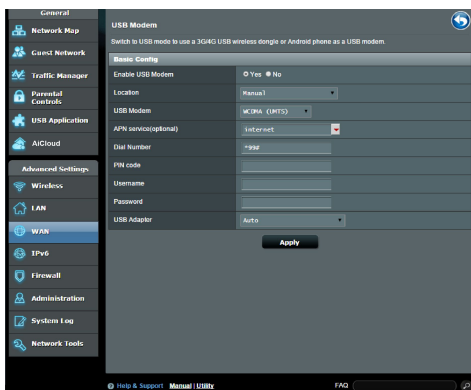 General
Network Map
Guest Network
Traffic Manager
Parental
Controls
USB Application
AiCloud
Advanced Settings
Wireless
LAN
WAN
IPv6
Firewall
Administration
System Log
Network Tools
USB Modem
Switch to USB mode to use a 3G/4G USB wireless dongle or Android phone as a USB modem.
Basic Config
Enable USB Modem Yes No
Location Manual
USB Modem WCDMA (UMTS)
APN service(optional) internet
Dial Number *99#
PIN code
Username
Password
USB Adaptor Auto
Apply
Help & Support Manual | Utility FAQ